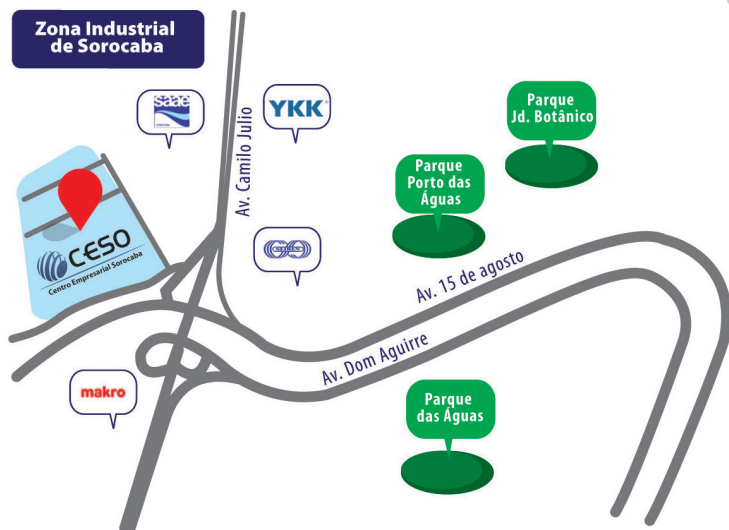 Zona Industrial
de Sorocaba
saae
YKK
Av. Camilo Julio
Parque
Jd. Botânico
Parque
Porto das
Águas
CESO
Centro Empresarial Sorocaba
Av. 15 de agosto
Av. Dom Aguirre
makro
Parque
das Águas